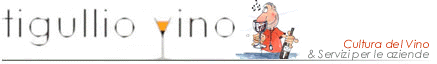 tigullio vino
Cultura del Vino
& Servizi per le aziende